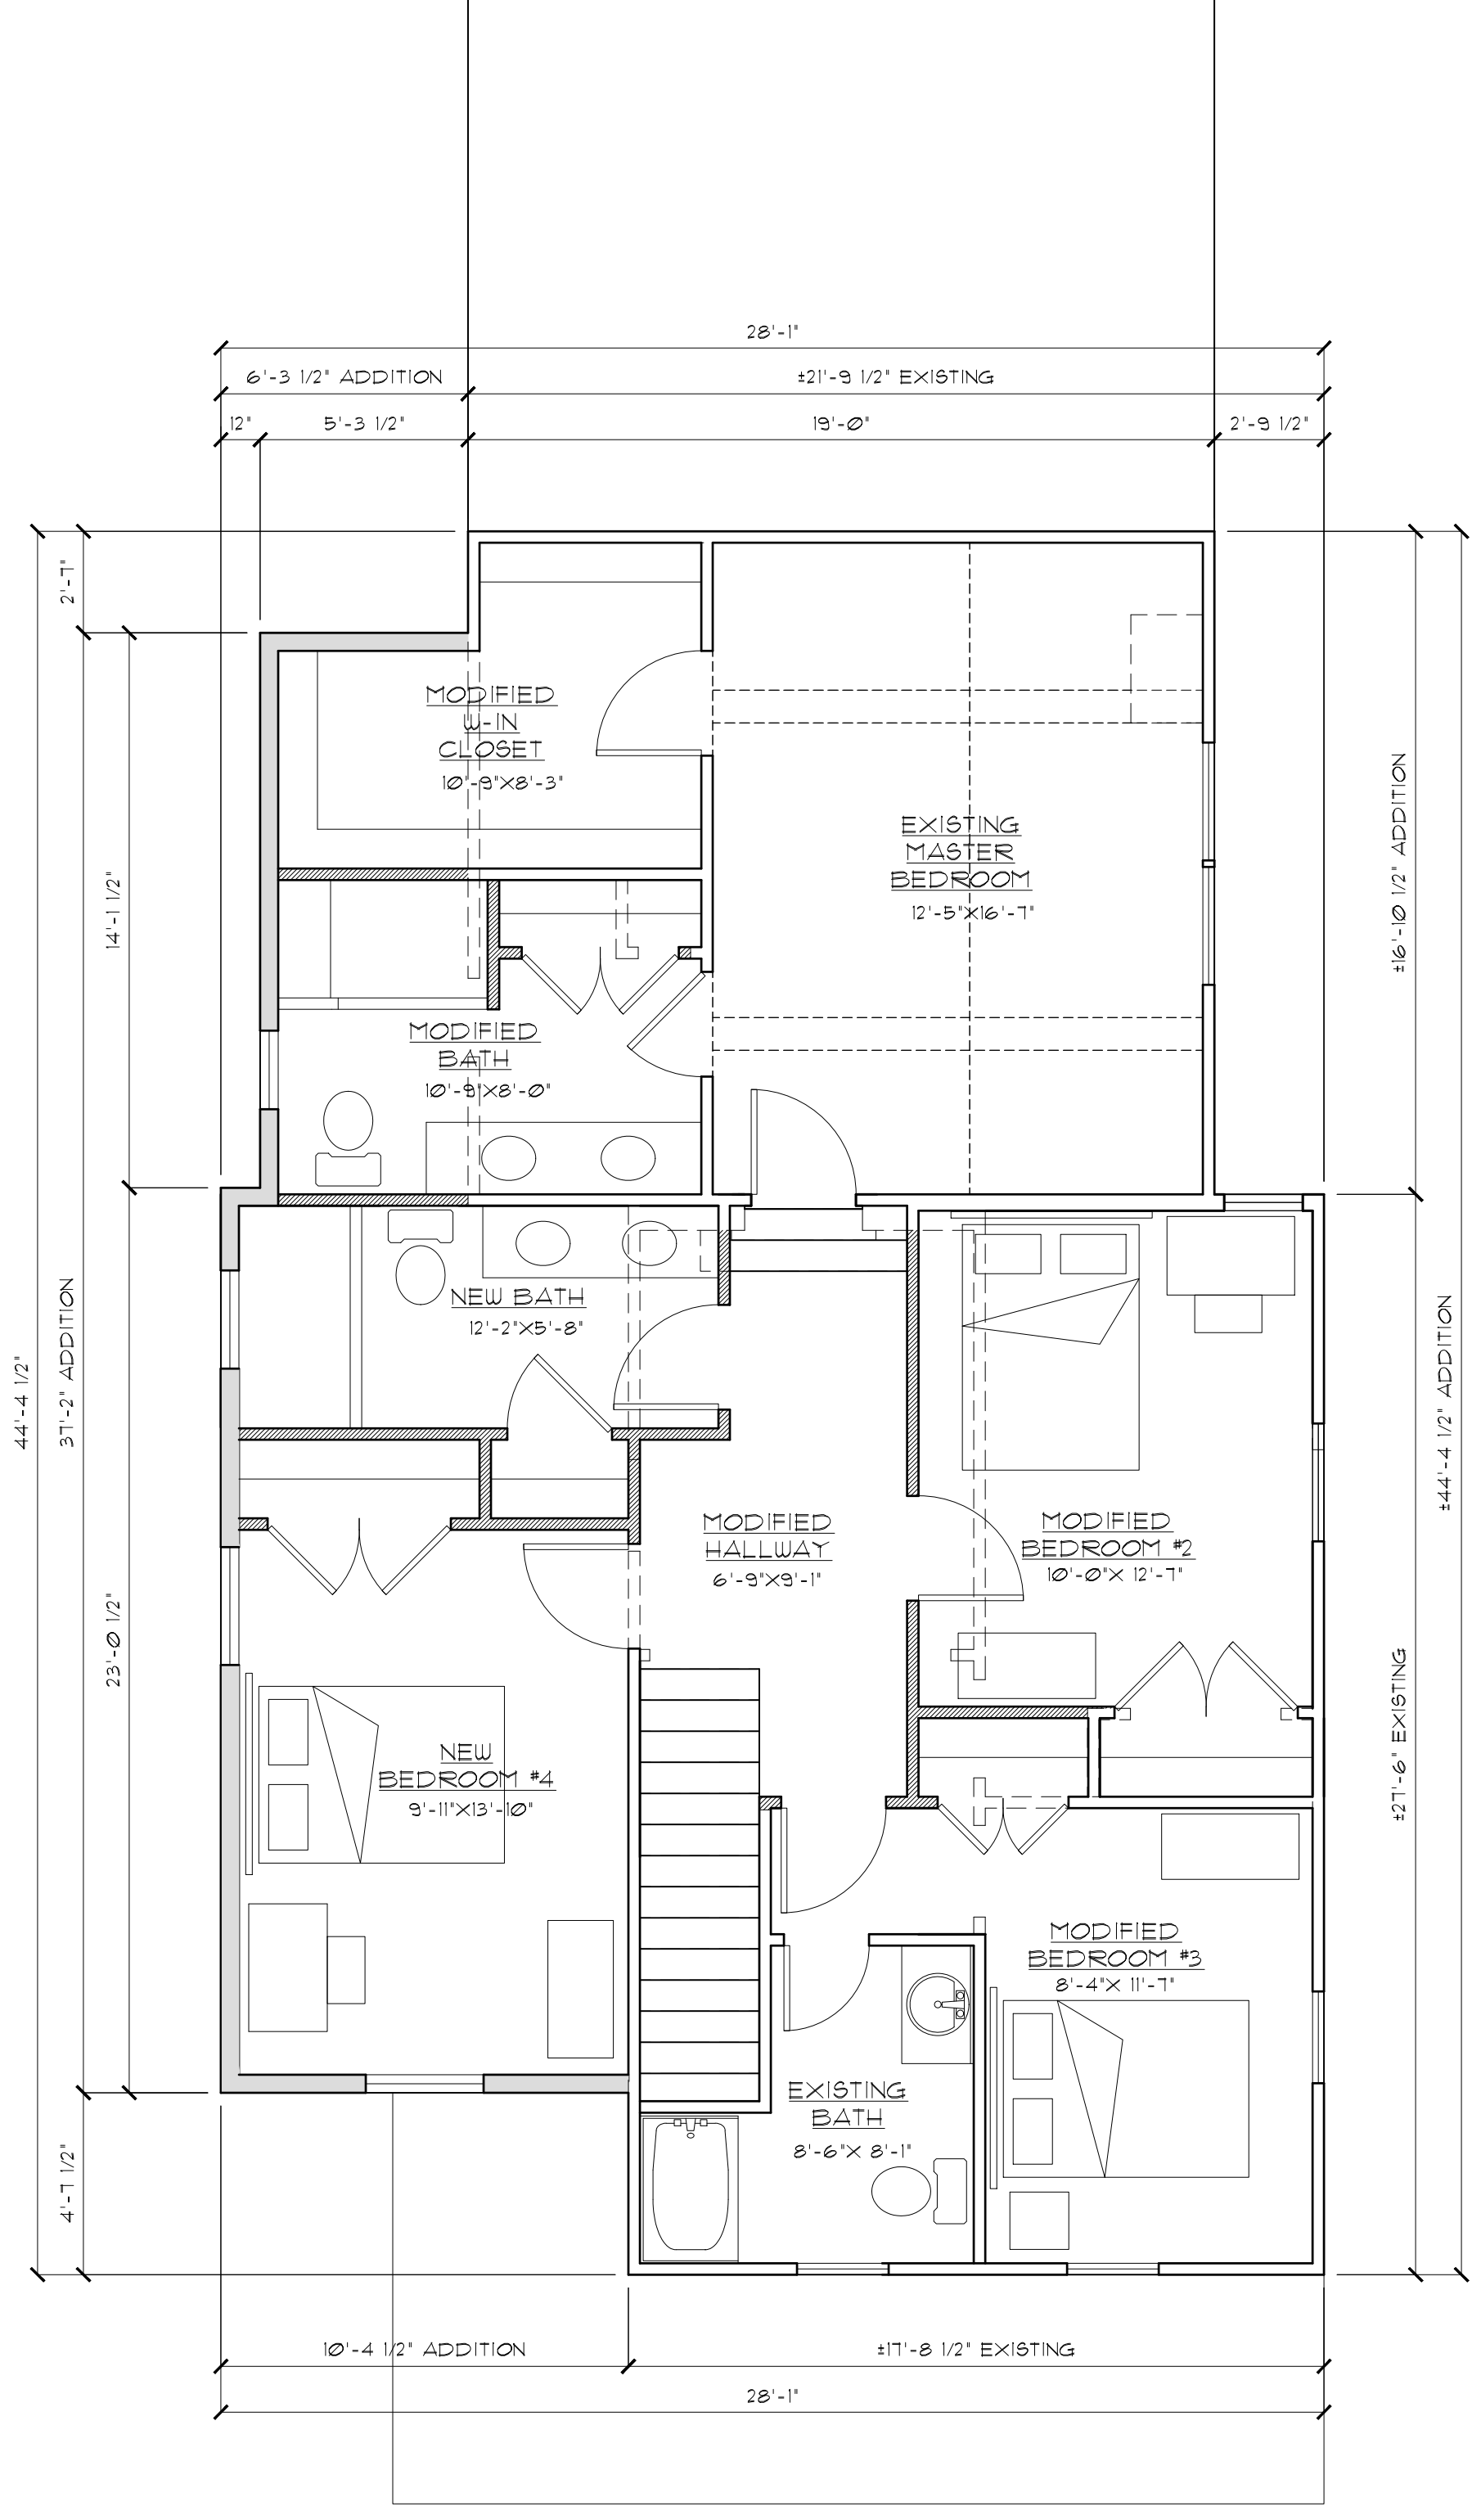 28'-1"
6'-3 1/2" ADDITION
±21'-9 1/2" EXISTING
12"
5'-3 1/2"
19'-0"
2'-9 1/2"
2'-7"
MODIFIED
W-IN
CLOSET
10'-9"X8'-3"
EXISTING
MASTER
BEDROOM
12'-5"X16'-7"
±16'-10 1/2" ADDITION
14'-1 1/2"
MODIFIED
BATH
10'-9"X8'-0"
NEW BATH
12'-2"X5'-8"
44'-4 1/2"
37'-2" ADDITION
±44'-4 1/2" ADDITION
MODIFIED
HALLWAY
6'-9"X9'-1"
MODIFIED
BEDROOM #2
10'-0"X 12'-7"
23'-0 1/2"
±27'-6" EXISTING
NEW
BEDROOM #4
9'-11"X13'-10"
MODIFIED
BEDROOM #3
8'-4"X 11'-7"
EXISTING
BATH
8'-6"X 8'-1"
4'-7 1/2"
10'-4 1/2" ADDITION
±17'-8 1/2" EXISTING
28'-1"